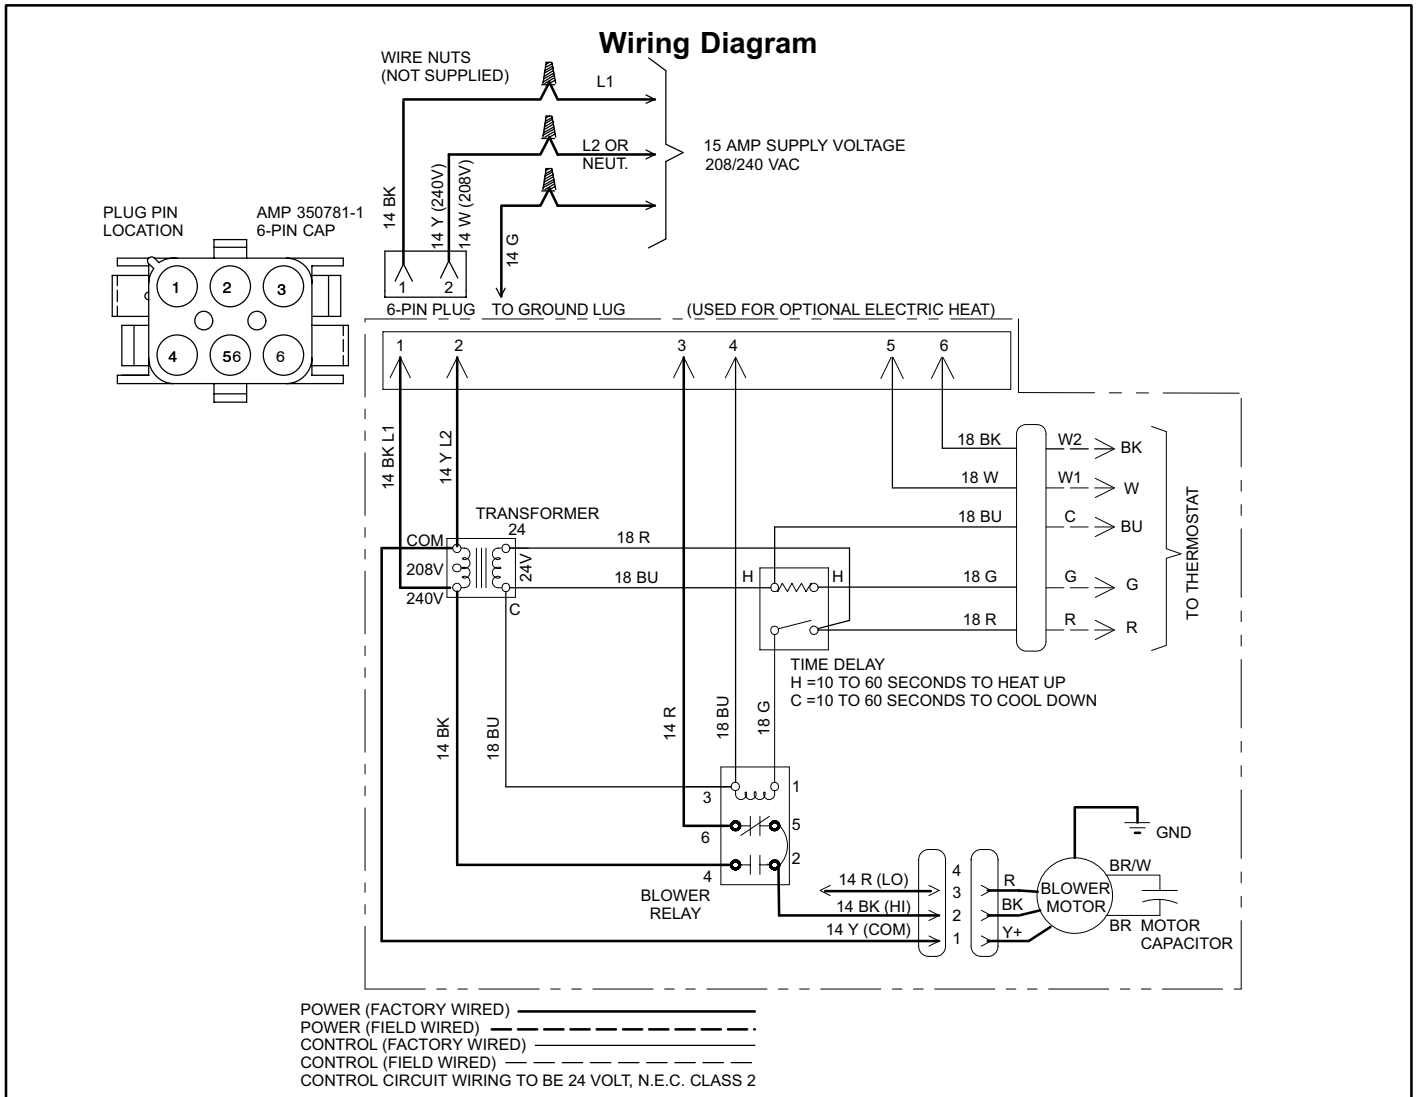 Wiring Diagram
WIRE NUTS
(NOT SUPPLIED)
L1
L2 OR
NEUT.
15 AMP SUPPLY VOLTAGE
208/240 VAC
14 BK
14 Y (240V)
14 W (208V)
14 G
PLUG PIN
LOCATION
AMP 350781-1
6-PIN CAP
1
2
3
4
56
6
1
2
6-PIN PLUG
TO GROUND LUG
(USED FOR OPTIONAL ELECTRIC HEAT)
1
2
3
4
5
6
14 BK L1
14 Y L2
18 BK
W2
BK
18 W
W1
W
18 BU
C
BU
18 G
G
G
18 R
R
R
TO THERMOSTAT
TRANSFORMER
24
COM
208V
240V
24V
C
18 R
18 BU
H
H
TIME DELAY
H =10 TO 60 SECONDS TO HEAT UP
C =10 TO 60 SECONDS TO COOL DOWN
14 BK
18 BU
14 R
18 BU
18 G
3
1
6
5
4
2
BLOWER
RELAY
14 R (LO)
14 BK (HI)
14 Y (COM)
4
3
2
1
R
BK
Y+
BLOWER
MOTOR
GND
BR/W
BR
MOTOR
CAPACITOR
POWER (FACTORY WIRED)
POWER (FIELD WIRED)
CONTROL (FACTORY WIRED)
CONTROL (FIELD WIRED)
CONTROL CIRCUIT WIRING TO BE 24 VOLT, N.E.C. CLASS 2